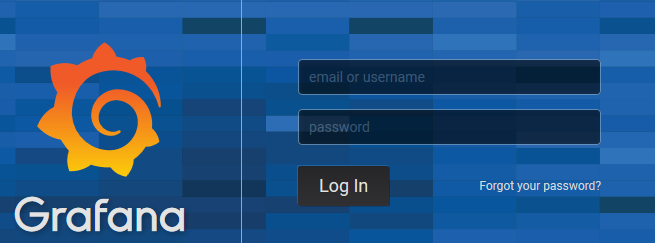 email or username
password
Log In
Forgot your password?
Grafana